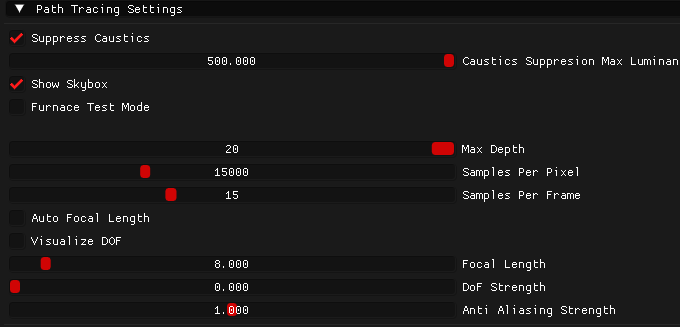 Path Tracing Settings
Suppress Caustics
500.000 Caustics Suppresion Max Luminan
Show Skybox
Furnace Test Mode
20 Max Depth
15000 Samples Per Pixel
15 Samples Per Frame
Auto Focal Length
Visualize DOF
8.000 Focal Length
0.000 DoF Strength
1.000 Anti Aliasing Strength